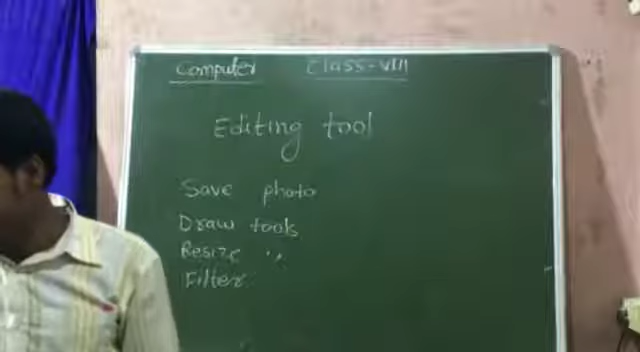 Computer Class-VIII
Editing tool
Save photo
Draw tools
Resize ,,
Filter